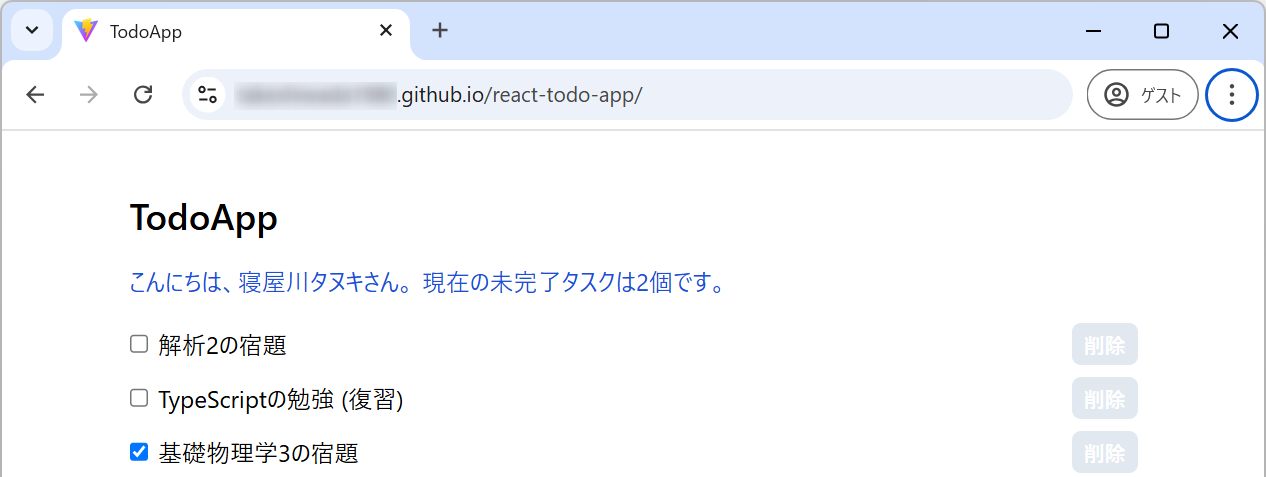 TodoApp
.github.io/react-todo-app/
ゲスト
TodoApp
こんにちは、寝屋川タヌキさん。 現在の未完了タスクは2個です。
解析2の宿題 削除
TypeScriptの勉強 (復習) 削除
基礎物理学3の宿題 削除